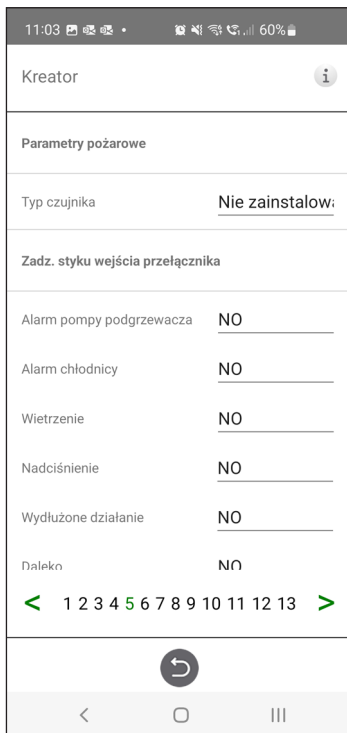 11:03 60%
Kreator i
Parametry pożarowe
Typ czujnika Nie zainstalowa
Zadz. styku wejścia przełącznika
Alarm pompy podgrzewacza NO
Alarm chłodnicy NO
Wietrzenie NO
Nadciśnienie NO
Wydłużone działanie NO
Daleko NO
< 1 2 3 4 5 6 7 8 9 10 11 12 13 >